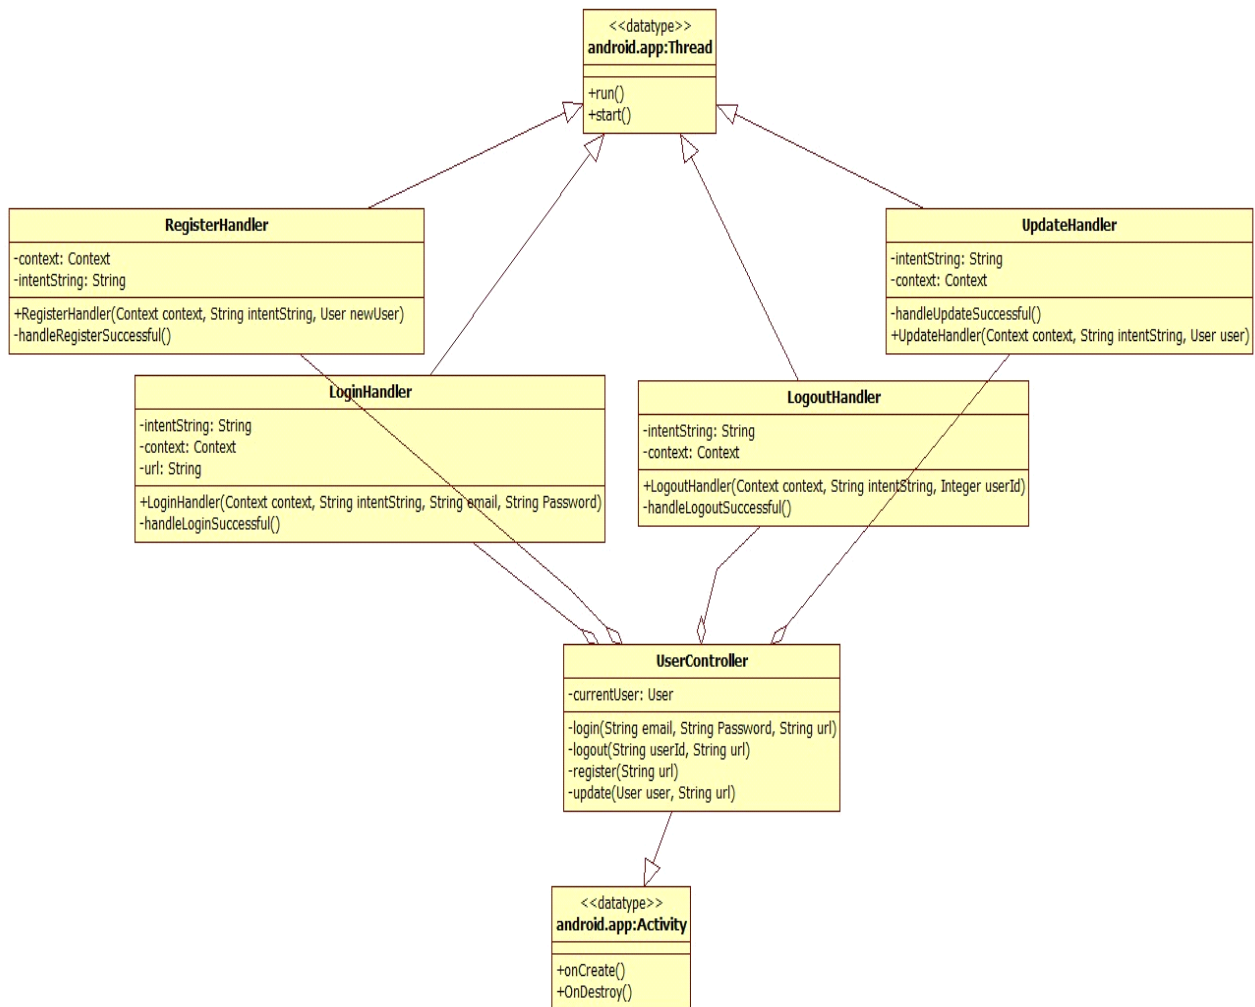 <<datatype>>
android.app:Thread
+run()
+start()
RegisterHandler
-context: Context
-intentString: String
+RegisterHandler(Context context, String intentString, User newUser)
-handleRegisterSuccessful()
UpdateHandler
-intentString: String
-context: Context
-handleUpdateSuccessful()
+UpdateHandler(Context context, String intentString, User user)
LoginHandler
-intentString: String
-context: Context
-url: String
+LoginHandler(Context context, String intentString, String email, String Password)
-handleLoginSuccessful()
LogoutHandler
-intentString: String
-context: Context
+LogoutHandler(Context context, String intentString, Integer userId)
-handleLogoutSuccessful()
UserController
-currentUser: User
-login(String email, String Password, String url)
-logout(String userId, String url)
-register(String url)
-update(User user, String url)
<<datatype>>
android.app:Activity
+onCreate()
+OnDestroy()